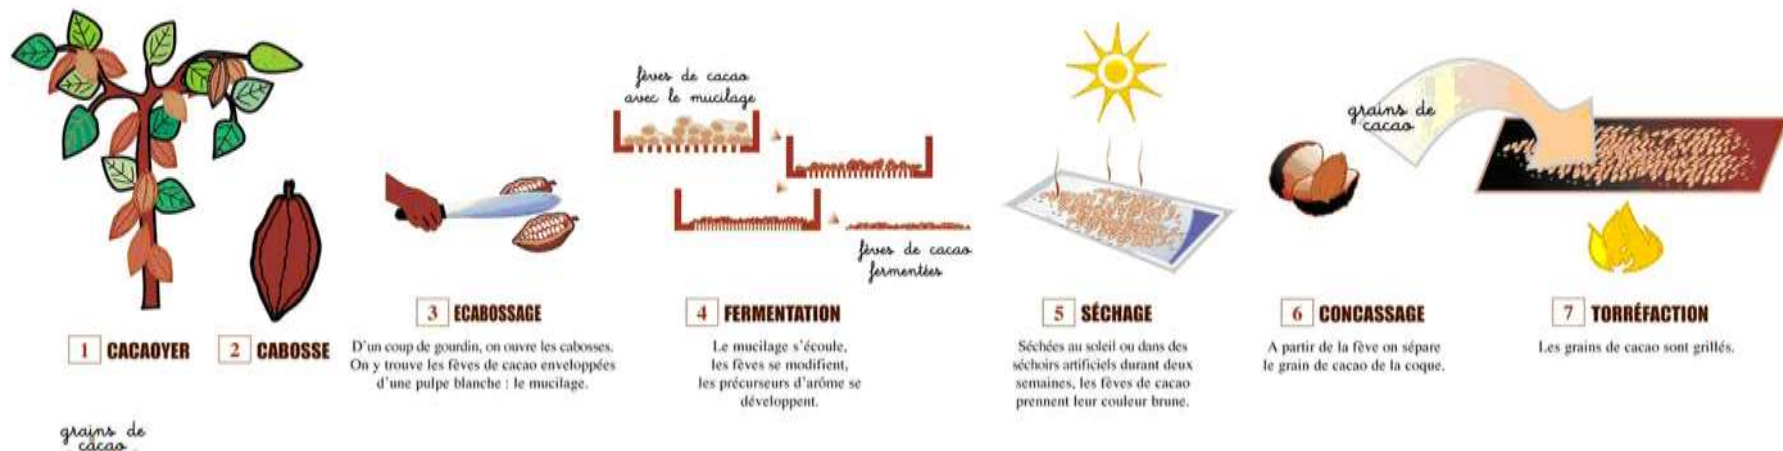 1 CACAOYER
2 CABOSSE
3 ECABOSSAGE
D'un coup de gourdin, on ouvre les cabosses.
On y trouve les fèves de cacao enveloppées
d'une pulpe blanche : le mucilage.
fèves de cacao
avec le mucilage
fèves de cacao
fermentées
4 FERMENTATION
Le mucilage s'écoule,
les fèves se modifient,
les précurseurs d'arôme se
développent.
5 SÉCHAGE
Séchées au soleil ou dans des
séchoirs artificiels durant deux
semaines, les fèves de cacao
prennent leur couleur brune.
6 CONCASSAGE
A partir de la fève on sépare
le grain de cacao de la coque.
grains de
cacao
7 TORRÉFACTION
Les grains de cacao sont grillés.
grains de
cacao